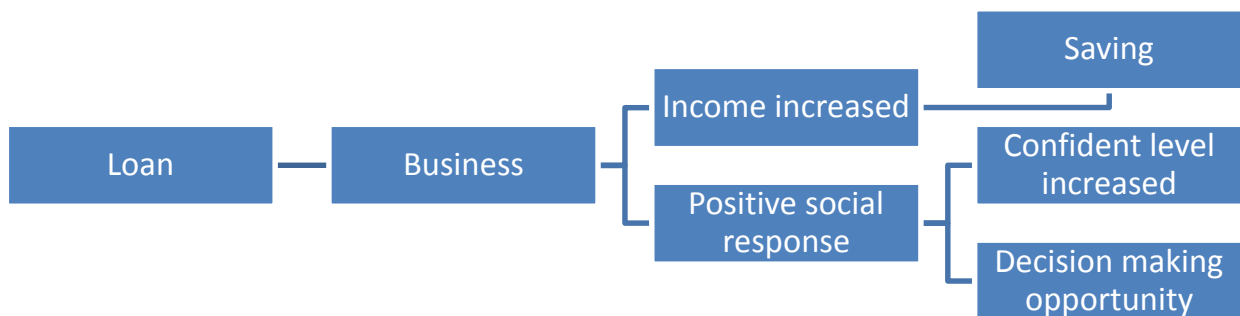 Saving
Income increased
Loan
Business
Confident level
increased
Positive social
response
Decision making
opportunity